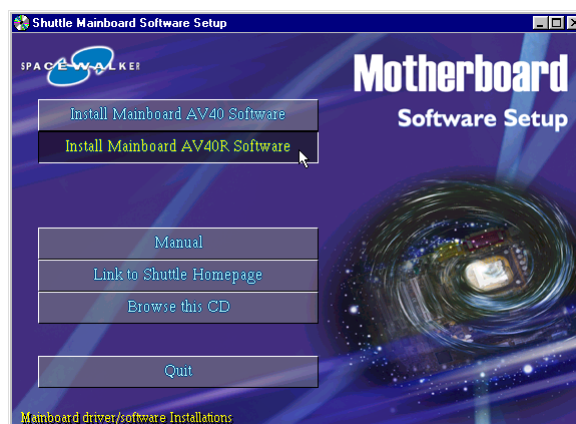 Shuttle Mainboard Software Setup
SPACEWALKER
Motherboard
Software Setup
Install Mainboard AV40 Software
Install Mainboard AV40R Software
Manual
Link to Shuttle Homepage
Browse this CD
Quit
Mainboard driver/software Installations